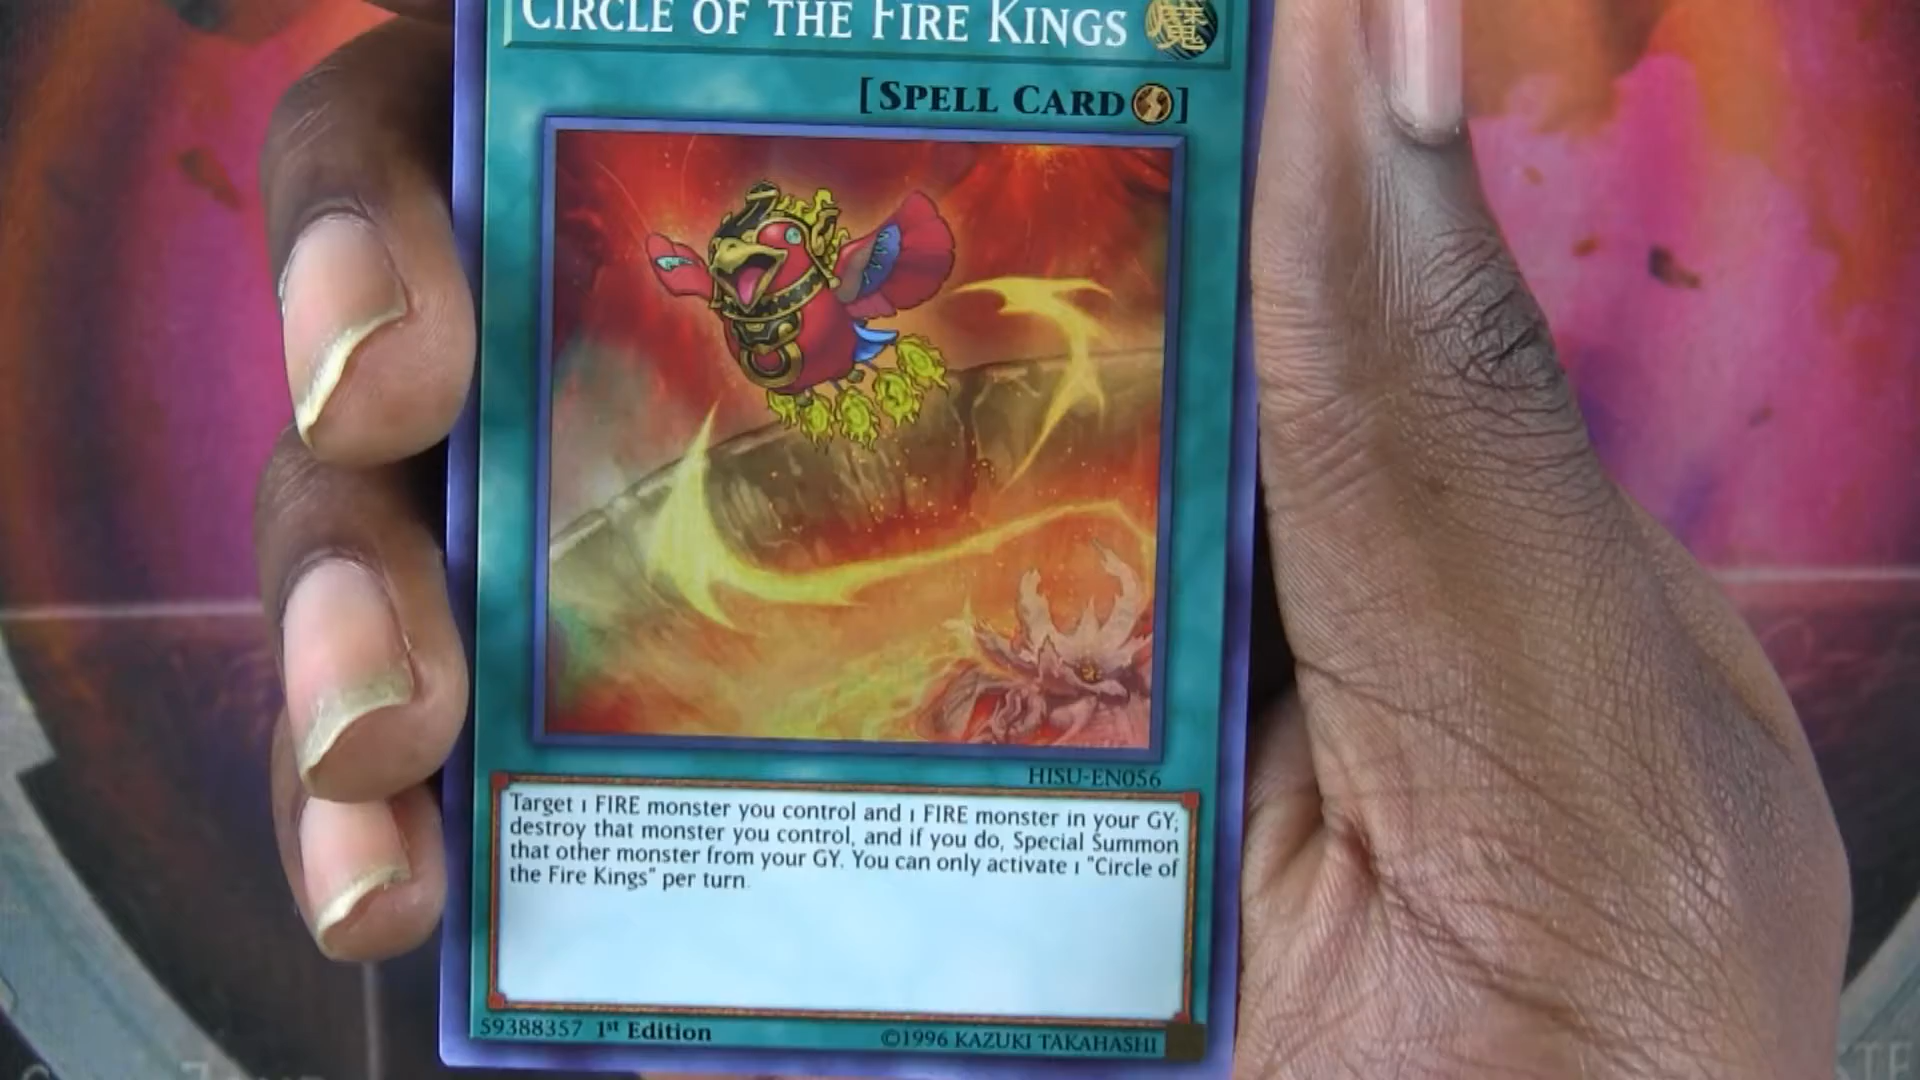 CIRCLE OF THE FIRE KINGS 魔
[SPELL CARD]
HISU-EN056
Target 1 FIRE monster you control and 1 FIRE monster in your GY;
destroy that monster you control, and if you do, Special Summon
that other monster from your GY. You can only activate 1 "Circle of
the Fire Kings" per turn.
59388357 1st Edition
©1996 KAZUKI TAKAHASHI